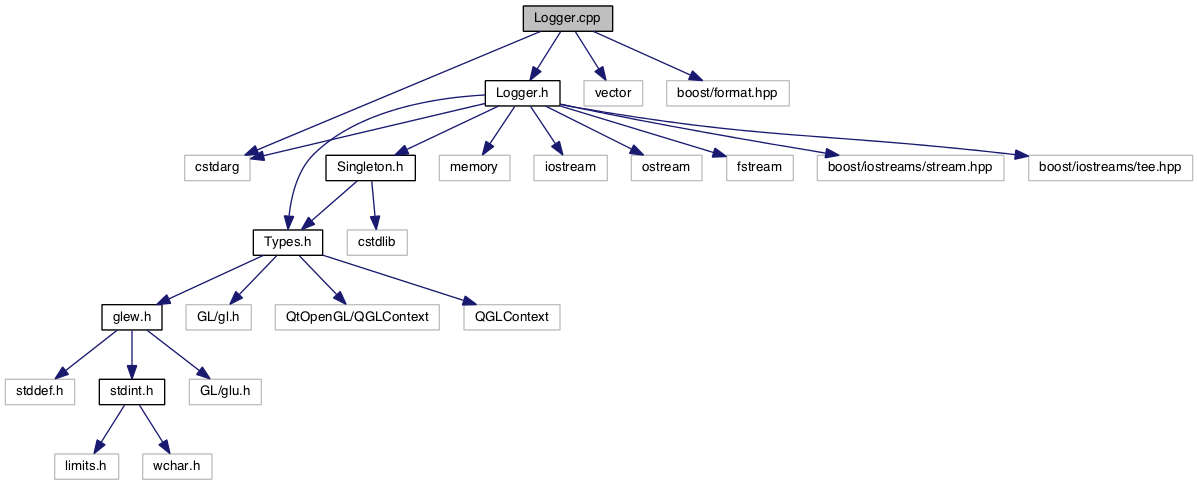 Logger.cpp
Logger.h
vector
boost/format.hpp
cstdarg
Singleton.h
memory
iostream
ostream
fstream
boost/iostreams/stream.hpp
boost/iostreams/tee.hpp
Types.h
cstdlib
glew.h
GL/gl.h
QtOpenGL/QGLContext
QGLContext
stddef.h
stdint.h
GL/glu.h
limits.h
wchar.h